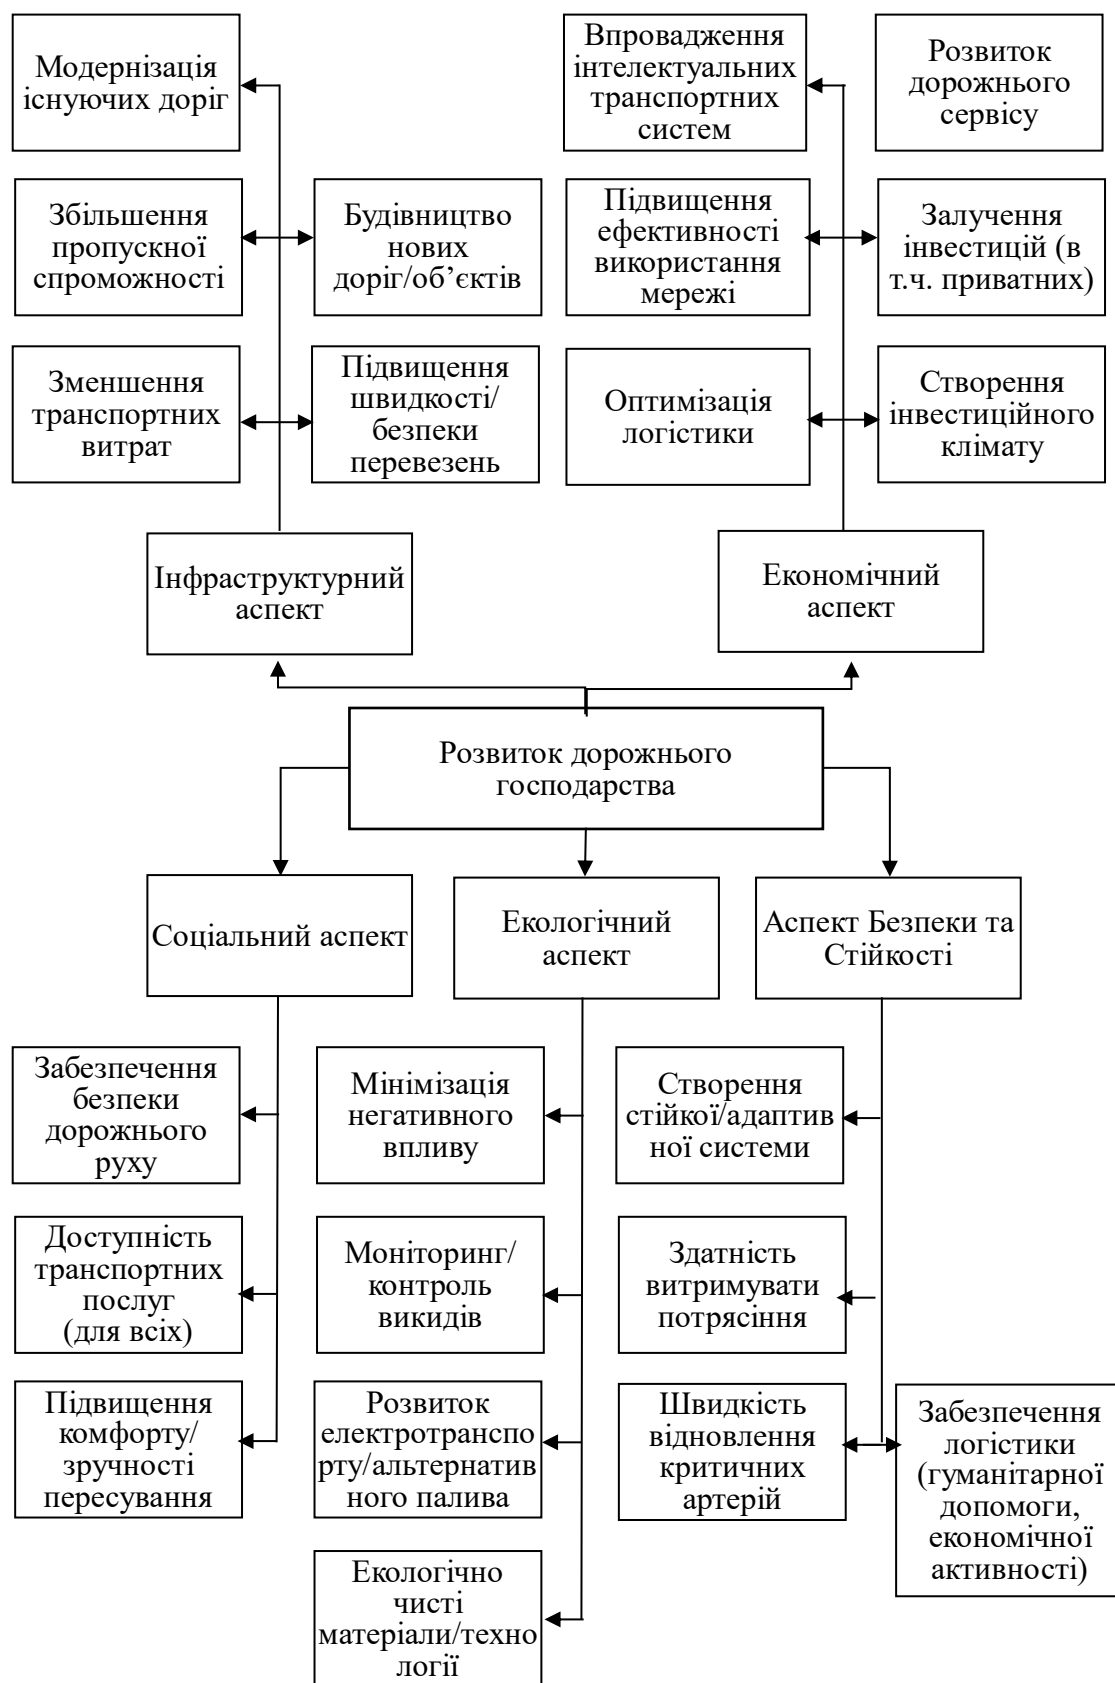 Модернізація
існуючих доріг
Впровадження
інтелектуальних
транспортних
систем
Розвиток
дорожнього
сервісу
Збільшення
пропускної
спроможності
Будівництво
нових
доріг/об’єктів
Підвищення
ефективності
використання
мережі
Залучення
інвестицій (в
т.ч. приватних)
Зменшення
транспортних
витрат
Підвищення
швидкості/
безпеки
перевезень
Оптимізація
логістики
Створення
інвестиційного
клімату
Інфраструктурний
аспект
Економічний
аспект
Розвиток дорожнього
господарства
Соціальний аспект
Екологічний
аспект
Аспект Безпеки та
Стійкості
Забезпечення
безпеки
дорожнього
руху
Мінімізація
негативного
впливу
Створення
стійкої/адаптив
ної системи
Доступність
транспортних
послуг
(для всіх)
Моніторинг/
контроль
викидів
Здатність
витримувати
потрясіння
Підвищення
комфорту/
зручності
пересування
Розвиток
електротранспо
рту/альтернатив
ного палива
Швидкість
відновлення
критичних
артерій
Забезпечення
логістики
(гуманітарної
допомоги,
економічної
активності)
Екологічно
чисті
матеріали/техно
логії